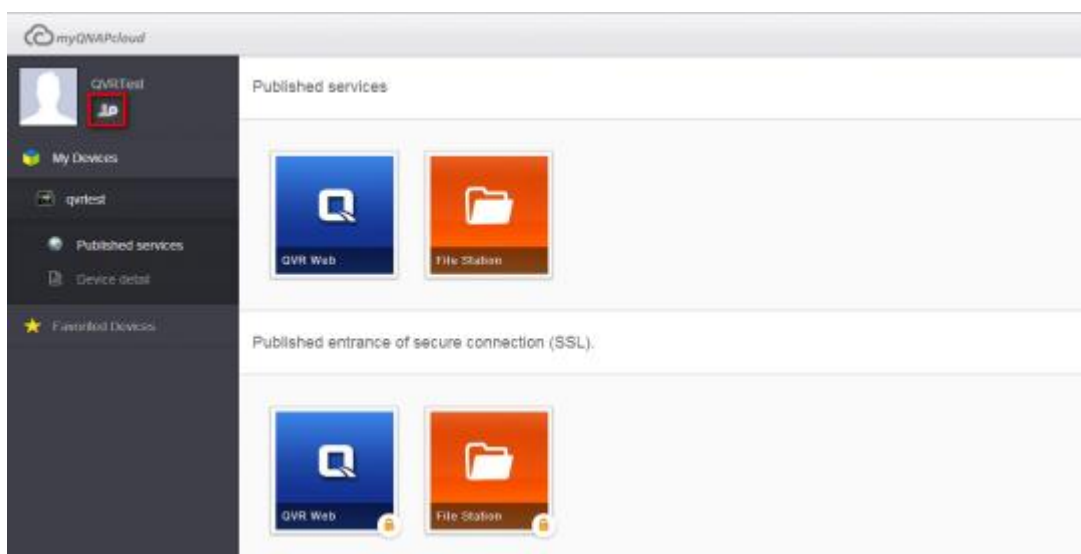 myQNAPcloud
QVRTest
My Devices
qvrtest
Published services
Device detail
Favorited Devices
Published services
QVR Web
File Station
Published entrance of secure connection (SSL).
QVR Web
File Station